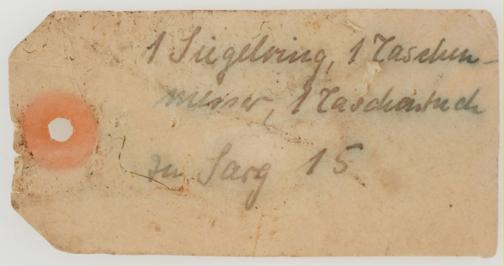 1 Siegelring, 1 Taschen-
messer, 1 Taschentuch
zu Sarg 15